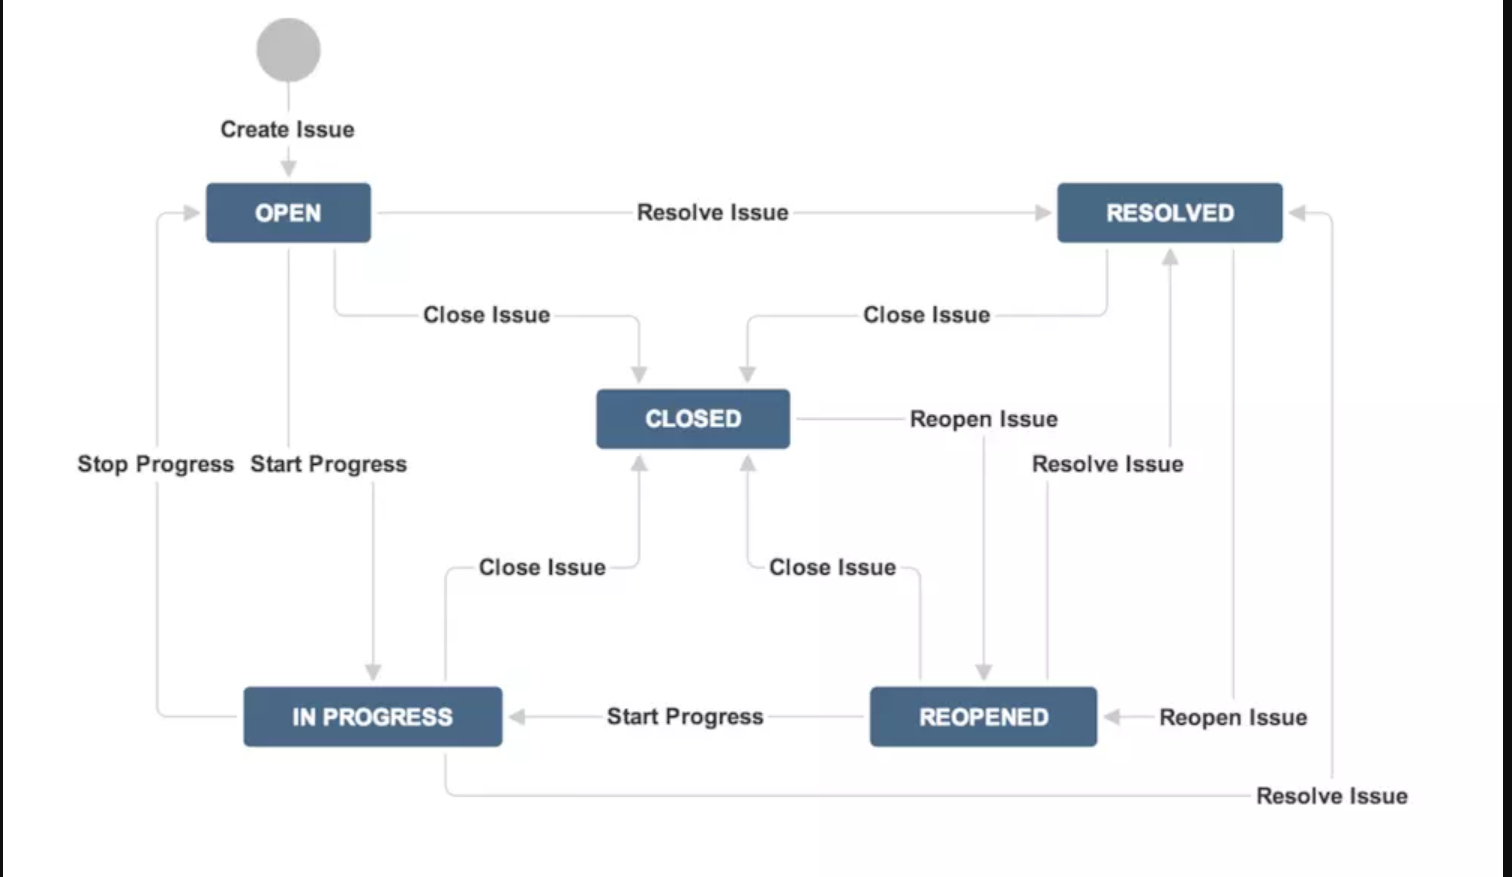 Create Issue
OPEN
Resolve Issue
RESOLVED
Close Issue
Close Issue
CLOSED
Reopen Issue
Stop Progress
Start Progress
Resolve Issue
Close Issue
Close Issue
IN PROGRESS
Start Progress
REOPENED
Reopen Issue
Resolve Issue